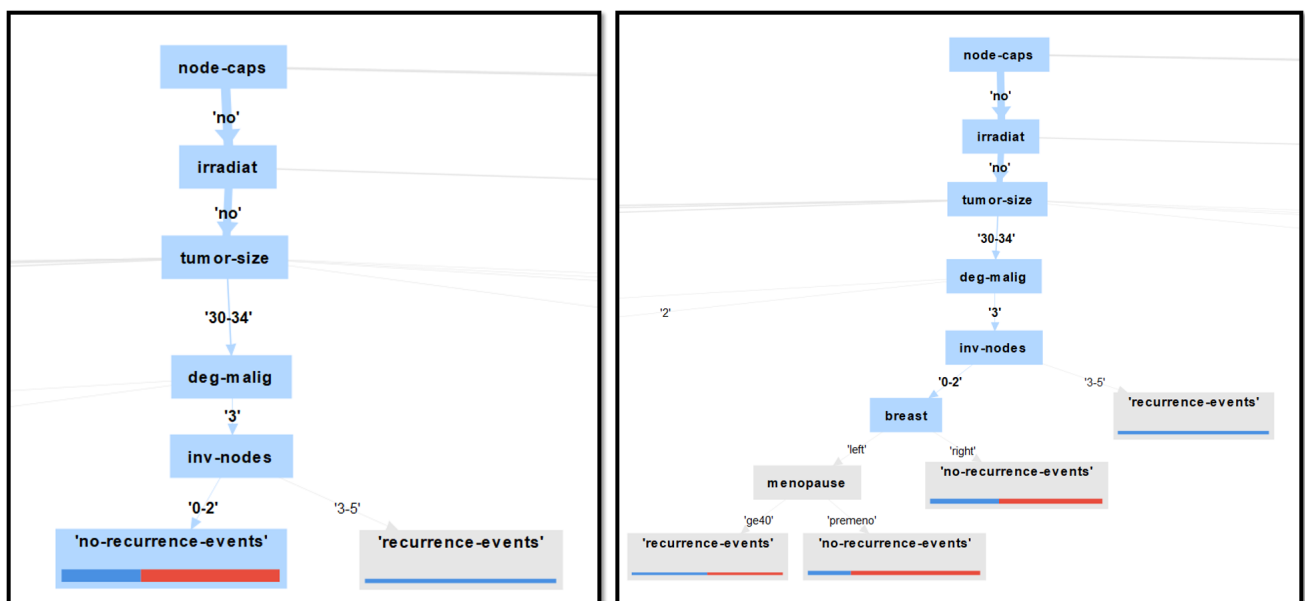 node-caps
'no'
irradiat
'no'
tumor-size
'30-34'
deg-malig
'3'
inv-nodes
'0-2'
'3-5'
'no-recurrence-events'
'recurrence-events'
node-caps
'no'
irradiat
'no'
tumor-size
'30-34'
deg-malig
'2'
'3'
inv-nodes
'0-2'
'3-5'
'recurrence-events'
breast
'left'
'right'
'no-recurrence-events'
menopause
'ge40'
'premeno'
'recurrence-events'
'no-recurrence-events'